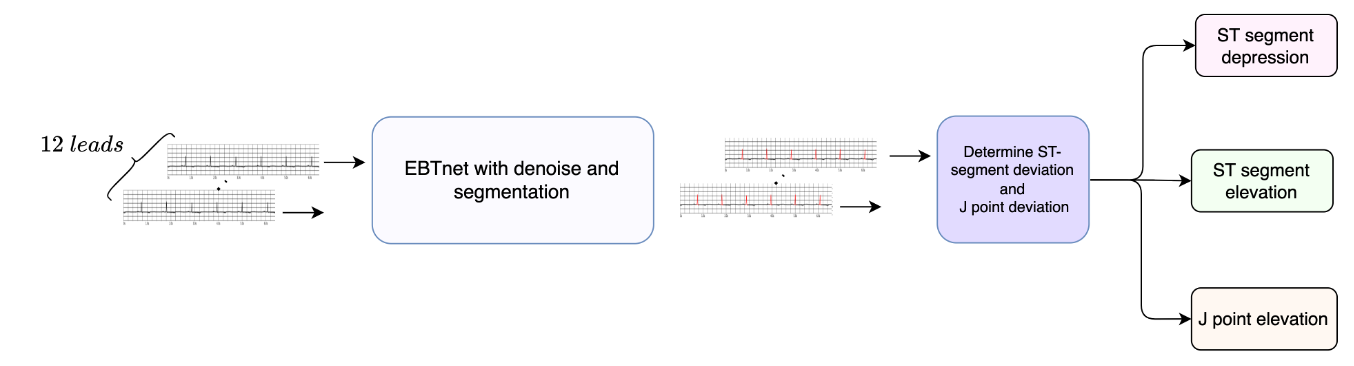 12 leads
EBTnet with denoise and
segmentation
Determine ST-
segment deviation
and
J point deviation
ST segment
depression
ST segment
elevation
J point elevation